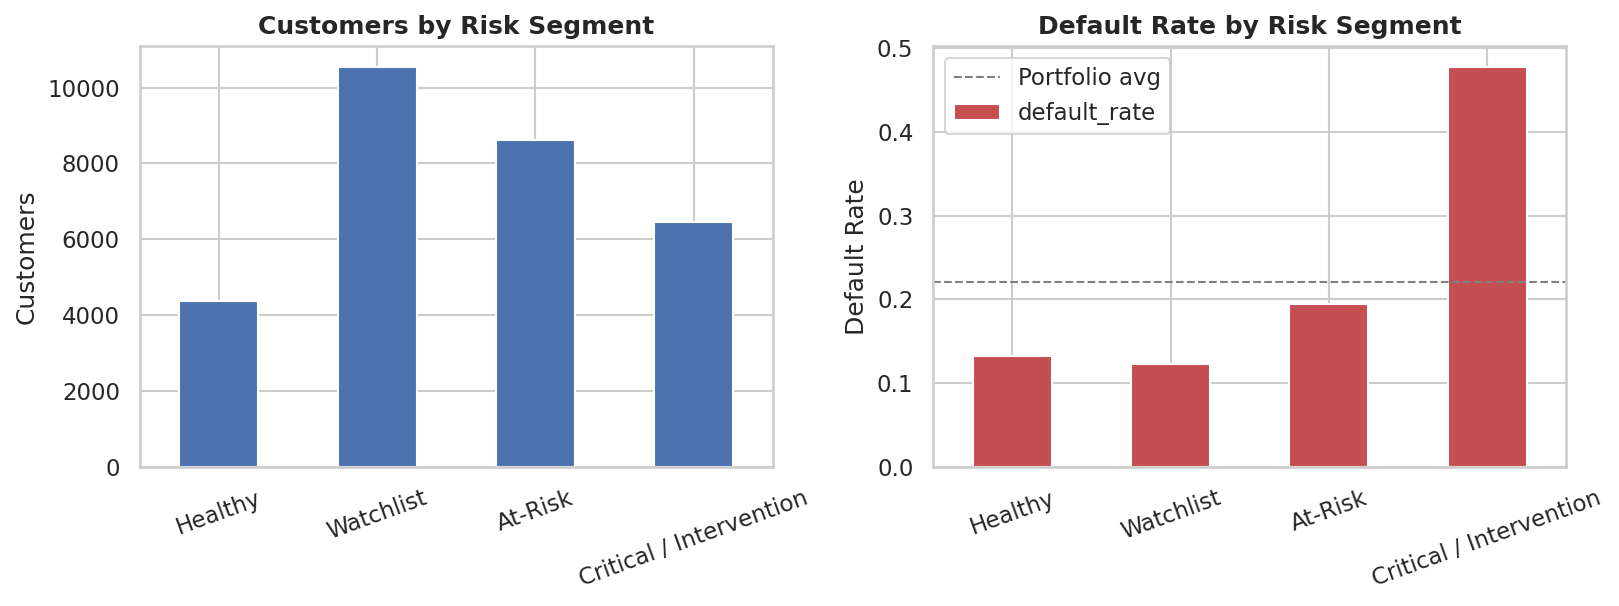 Customers by Risk Segment
Customers
10000
8000
6000
4000
2000
0
Healthy
Watchlist
At-Risk
Critical / Intervention
Default Rate by Risk Segment
Default Rate
0.5
0.4
0.3
0.2
0.1
0.0
Portfolio avg
default_rate
Healthy
Watchlist
At-Risk
Critical / Intervention